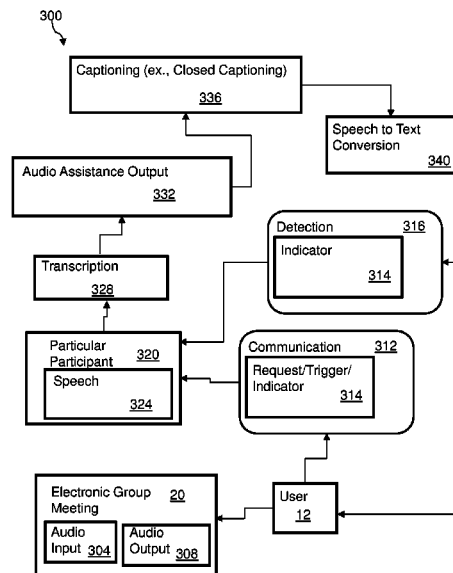 300
Captioning (ex., Closed Captioning)
336
Speech to Text
Conversion
340
Audio Assistance Output
332
Detection
316
Indicator
314
Transcription
328
Particular
Participant
320
Speech
324
Communication
312
Request/Trigger/
Indicator
314
Electronic Group
Meeting
20
Audio
Input
304
Audio
Output
308
User
12